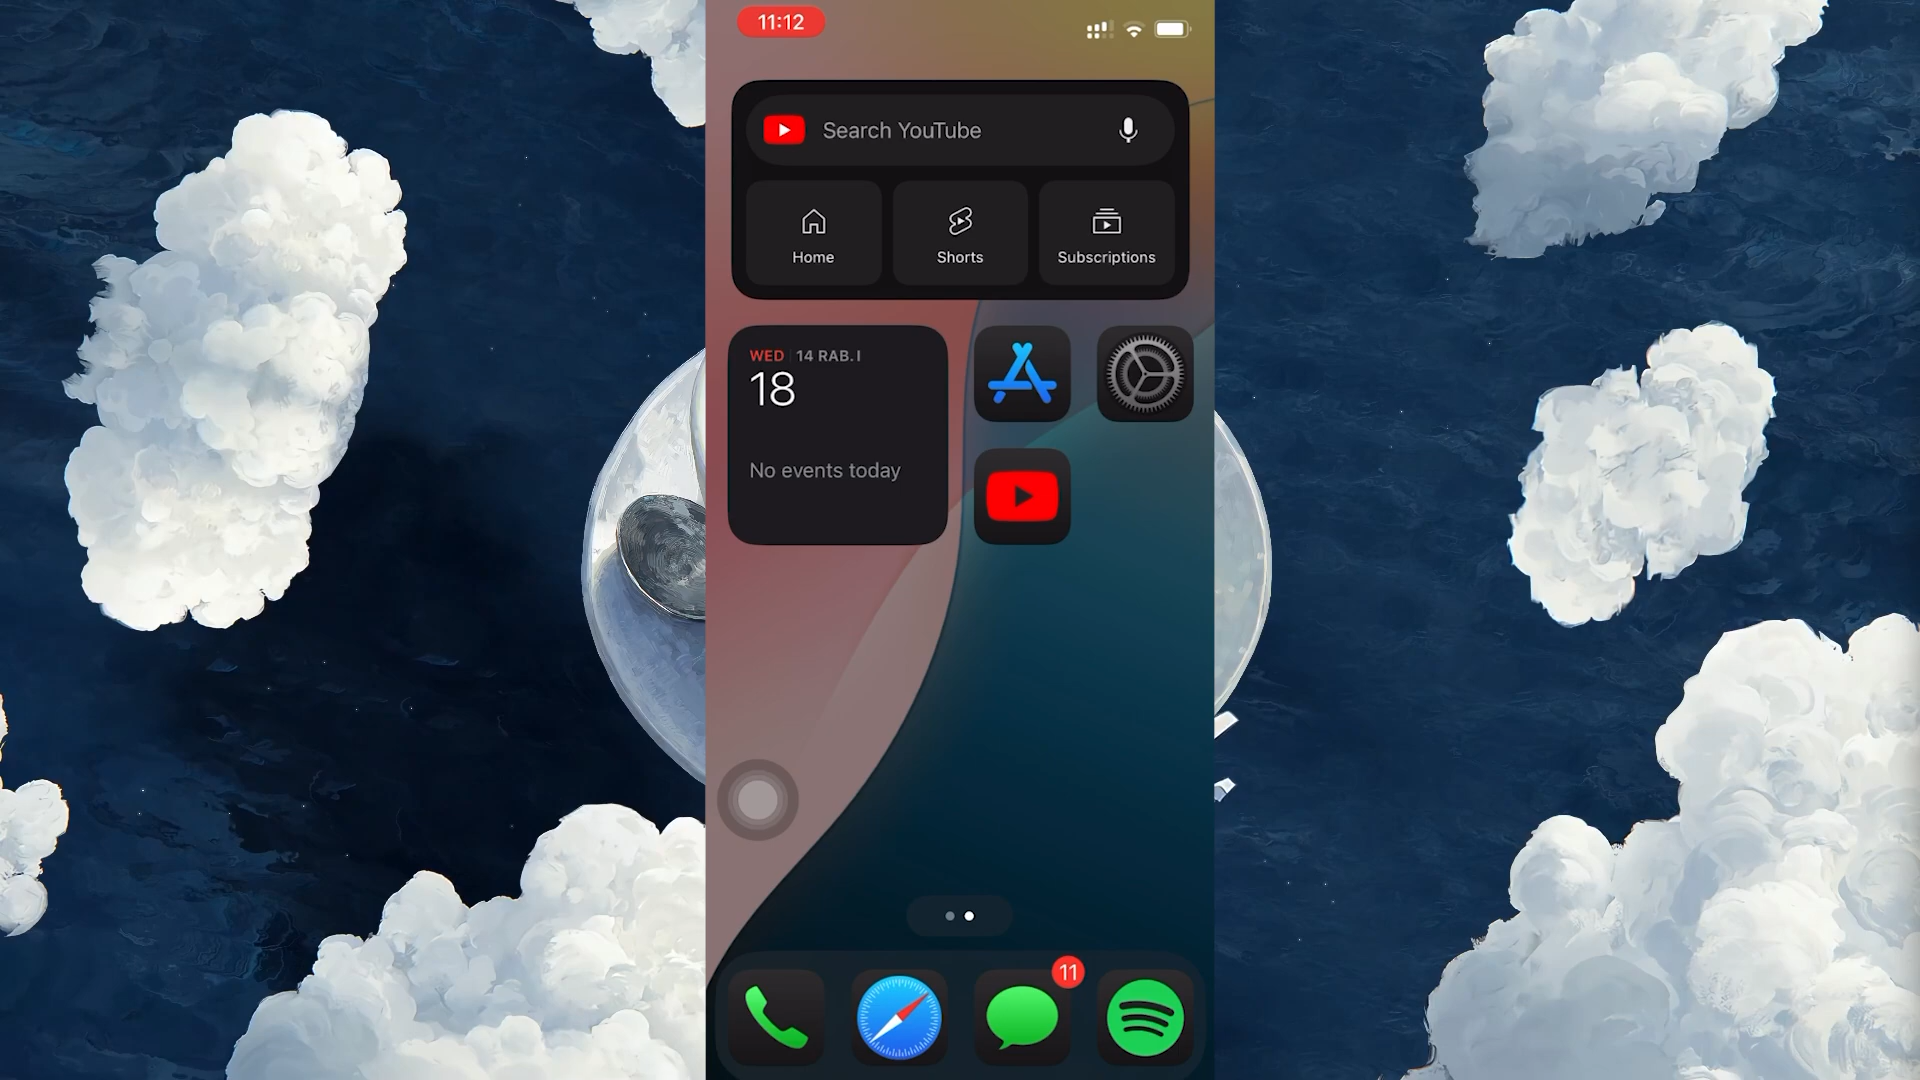 11:12
Search YouTube
Home
Shorts
Subscriptions
WED 14 RAB. I
18
No events today
11